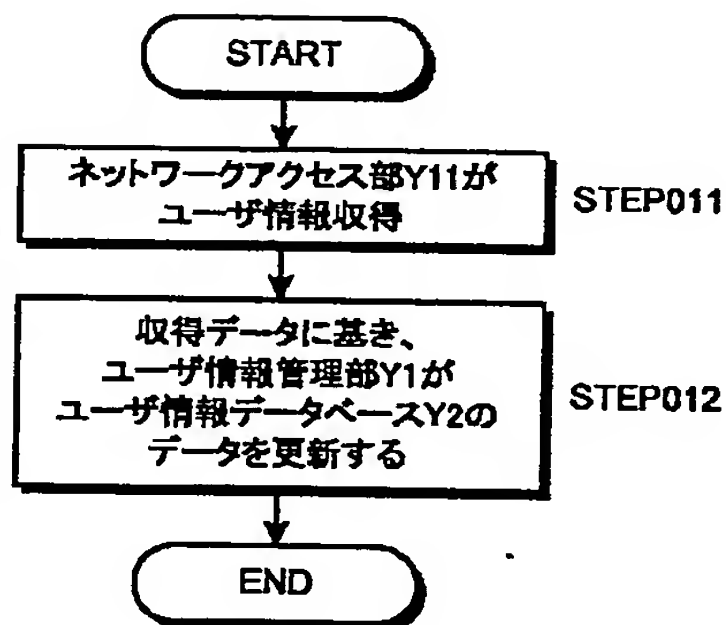 START
ネットワークアクセス部Y11が
ユーザ情報取得
STEP011
収得データに基き、
ユーザ情報管理部Y1が
ユーザ情報データベースY2の
データを更新する
STEP012
END